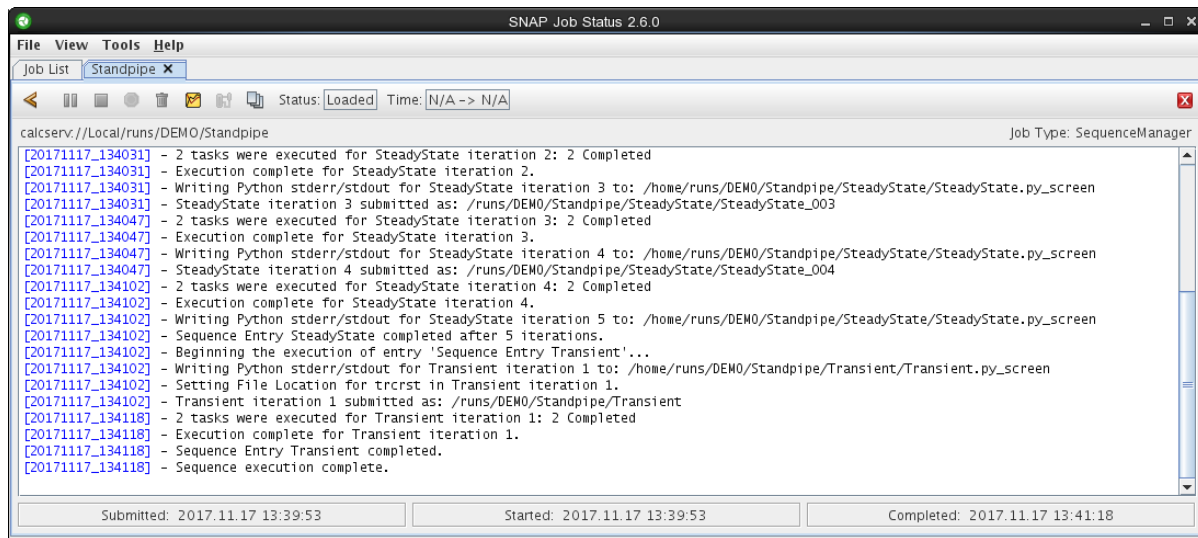 SNAP Job Status 2.6.0
File View Tools Help
Job List Standpipe
Status: Loaded Time: N/A -> N/A
calcserv://Local/runs/DEMO/Standpipe Job Type: SequenceManager
[20171117_134031] - 2 tasks were executed for SteadyState iteration 2: 2 Completed
[20171117_134031] - Execution complete for SteadyState iteration 2.
[20171117_134031] - Writing Python stderr/stdout for SteadyState iteration 3 to: /home/runs/DEMO/Standpipe/SteadyState/SteadyState.py_screen
[20171117_134031] - SteadyState iteration 3 submitted as: /runs/DEMO/Standpipe/SteadyState/SteadyState_003
[20171117_134047] - 2 tasks were executed for SteadyState iteration 3: 2 Completed
[20171117_134047] - Execution complete for SteadyState iteration 3.
[20171117_134047] - Writing Python stderr/stdout for SteadyState iteration 4 to: /home/runs/DEMO/Standpipe/SteadyState/SteadyState.py_screen
[20171117_134047] - SteadyState iteration 4 submitted as: /runs/DEMO/Standpipe/SteadyState/SteadyState_004
[20171117_134102] - 2 tasks were executed for SteadyState iteration 4: 2 Completed
[20171117_134102] - Execution complete for SteadyState iteration 4.
[20171117_134102] - Writing Python stderr/stdout for SteadyState iteration 5 to: /home/runs/DEMO/Standpipe/SteadyState/SteadyState.py_screen
[20171117_134102] - Sequence Entry SteadyState completed after 5 iterations.
[20171117_134102] - Beginning the execution of entry 'Sequence Entry Transient'...
[20171117_134102] - Writing Python stderr/stdout for Transient iteration 1 to: /home/runs/DEMO/Standpipe/Transient/Transient.py_screen
[20171117_134102] - Setting File Location for trcrst in Transient iteration 1.
[20171117_134102] - Transient iteration 1 submitted as: /runs/DEMO/Standpipe/Transient
[20171117_134118] - 2 tasks were executed for Transient iteration 1: 2 Completed
[20171117_134118] - Execution complete for Transient iteration 1.
[20171117_134118] - Sequence Entry Transient completed.
[20171117_134118] - Sequence execution complete.
Submitted: 2017.11.17 13:39:53 Started: 2017.11.17 13:39:53 Completed: 2017.11.17 13:41:18